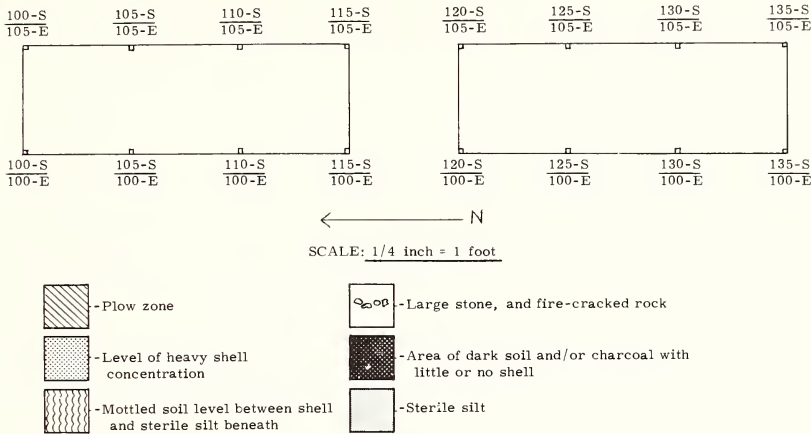 100-S 105-S 110-S 115-S 120-S 125-S 130-S 135-S
105-E 105-E 105-E 105-E 105-E 105-E 105-E 105-E
100-S 105-S 110-S 115-S 120-S 125-S 130-S 135-S
100-E 100-E 100-E 100-E 100-E 100-E 100-E 100-E
N
SCALE: 1/4 inch = 1 foot
-Plow zone
-Large stone, and fire-cracked rock
-Level of heavy shell
concentration
-Area of dark soil and/or charcoal with
little or no shell
-Mottled soil level between shell
and sterile silt beneath
-Sterile silt